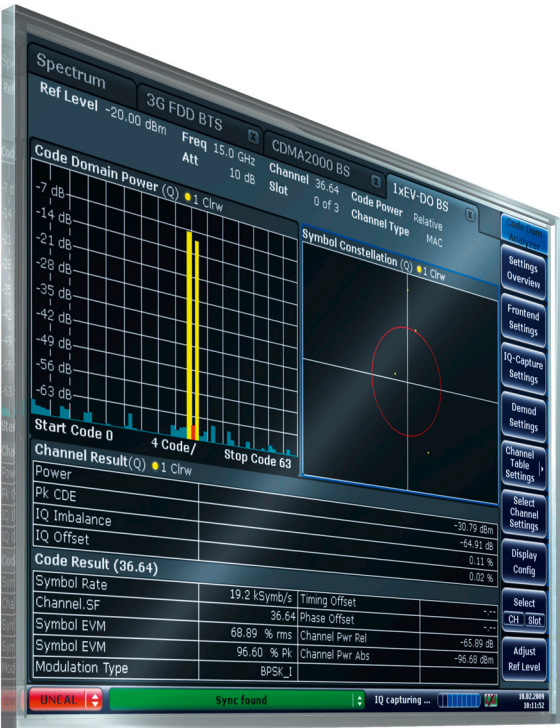 Spectrum
3G FDD BTS
CDMA2000 BS
1xEV-DO BS
Ref Level -20.00 dBm
Freq 15.0 GHz
Channel 36.64
Code Power Relative
Att 10 dB
Slot 0 of 3
Channel Type MAC
Code Domain Power (Q) 1 Clrw
-7 dB
-14 dB
-21 dB
-28 dB
-35 dB
-42 dB
-49 dB
-56 dB
-63 dB
Start Code 0
4 Code/
Stop Code 63
Symbol Constellation (Q) 1 Clrw
Channel Result(Q) 1 Clrw
Power -30.79 dBm
Pk CDE -64.91 dB
IQ Imbalance 0.11 %
IQ Offset 0.02 %
Code Result (36.64)
Symbol Rate 19.2 kSymb/s Timing Offset -.--
Channel.SF 36.64 Phase Offset -.--
Symbol EVM 68.89 % rms Channel Pwr Rel -65.89 dB
Symbol EVM 96.60 % Pk Channel Pwr Abs -96.68 dBm
Modulation Type BPSK_I
Code Dom
Analyzer
Settings
Overview
Frontend
Settings
IQ-Capture
Settings
Demod
Settings
Channel
Table
Settings
Select
Channel
Settings
Display
Config
Select
CH Slot
Adjust
Ref Level
UNCAL
Sync found
IQ capturing ...
18.02.2009
10:11:52